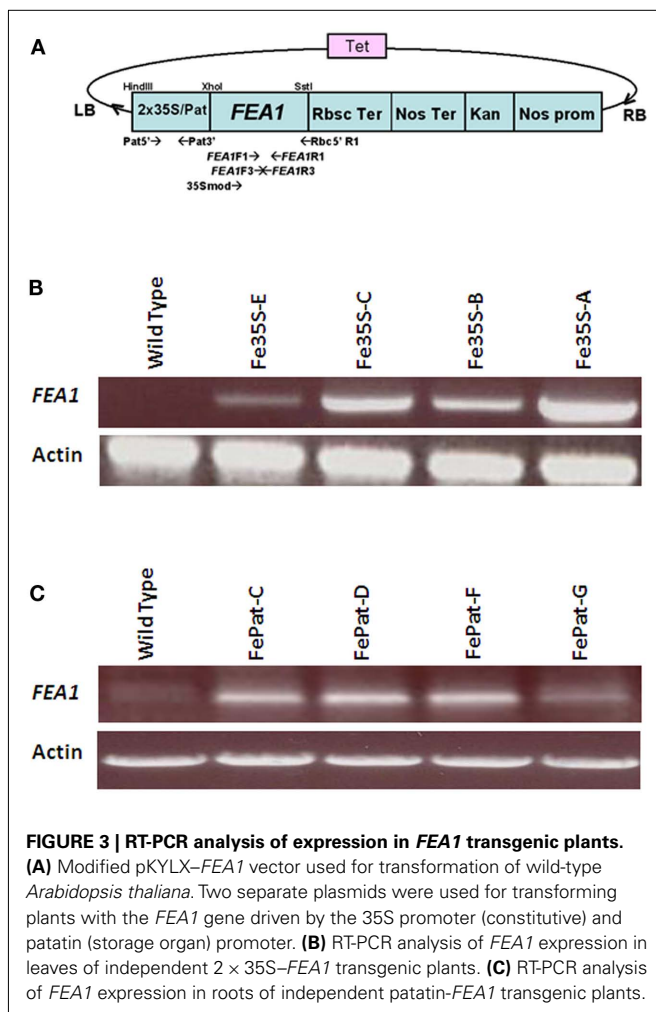 A
Tet
HindIII XhoI SstI
LB 2x35S/Pat FEA1 Rbsc Ter Nos Ter Kan Nos prom RB
Pat5'→ ←Pat3' ←Rbc5' R1
FEA1F1→ ←FEA1R1
FEA1F3→←FEA1R3
35Smod→
B
Wild Type Fe35S-E Fe35S-C Fe35S-B Fe35S-A
FEA1
Actin
C
Wild Type FePat-C FePat-D FePat-F FePat-G
FEA1
Actin
FIGURE 3 | RT-PCR analysis of expression in FEA1 transgenic plants.
(A) Modified pKYLX–FEA1 vector used for transformation of wild-type
Arabidopsis thaliana. Two separate plasmids were used for transforming
plants with the FEA1 gene driven by the 35S promoter (constitutive) and
patatin (storage organ) promoter. (B) RT-PCR analysis of FEA1 expression in
leaves of independent 2 × 35S–FEA1 transgenic plants. (C) RT-PCR analysis
of FEA1 expression in roots of independent patatin-FEA1 transgenic plants.